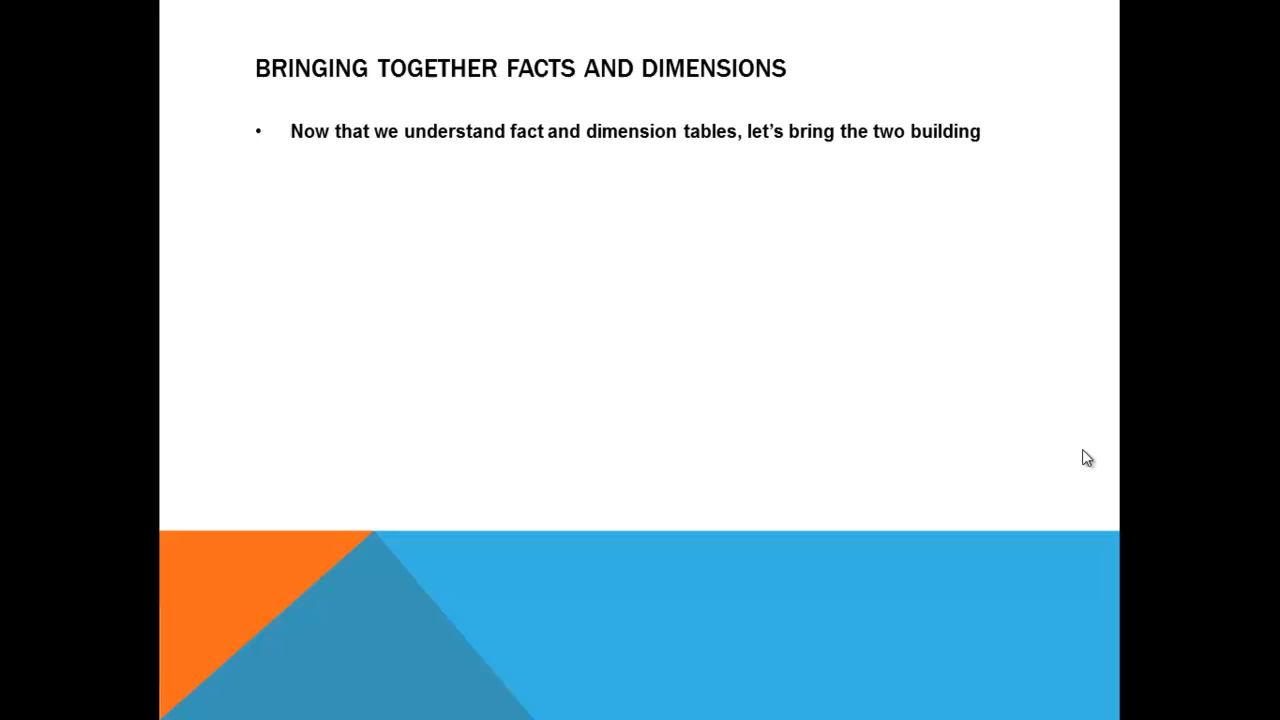 BRINGING TOGETHER FACTS AND DIMENSIONS
• Now that we understand fact and dimension tables, let’s bring the two building